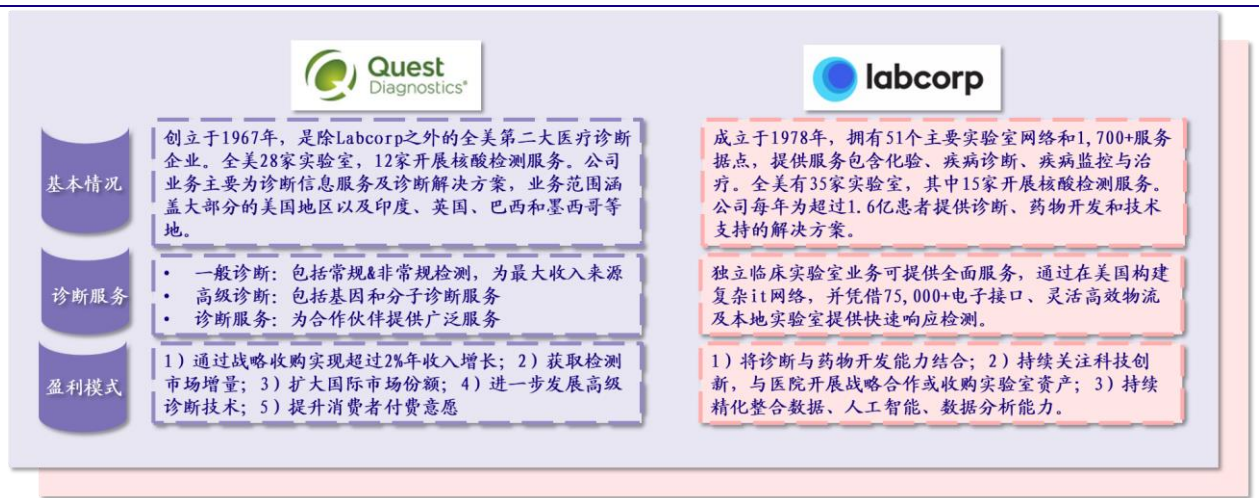 Quest
Diagnostics®
labcorp
基本情况
创立于1967年，是除Labcorp之外的全美第二大医疗诊断
企业。全美28家实验室，12家开展核酸检测服务。公司
业务主要为诊断信息服务及诊断解决方案，业务范围涵
盖大部分的美国地区以及印度、英国、巴西和墨西哥等
地。
成立于1978年，拥有51个主要实验室网络和1,700+服务
据点，提供服务包含化验、疾病诊断、疾病监控与治
疗。全美有35家实验室，其中15家开展核酸检测服务。
公司每年为超过1.6亿患者提供诊断、药物开发和技术
支持的解决方案。
诊断服务
• 一般诊断：包括常规&非常规检测，为最大收入来源
• 高级诊断：包括基因和分子诊断服务
• 诊断服务：为合作伙伴提供广泛服务
独立临床实验室业务可提供全面服务，通过在美国构建
复杂it网络，并凭借75,000+电子接口、灵活高效物流
及本地实验室提供快速响应检测。
盈利模式
1）通过战略收购实现超过2%年收入增长；2）获取检测
市场增量；3）扩大国际市场份额；4）进一步发展高级
诊断技术；5）提升消费者付费意愿
1）将诊断与药物开发能力结合；2）持续关注科技创
新，与医院开展战略合作或收购实验室资产；3）持续
精化整合数据、人工智能、数据分析能力。